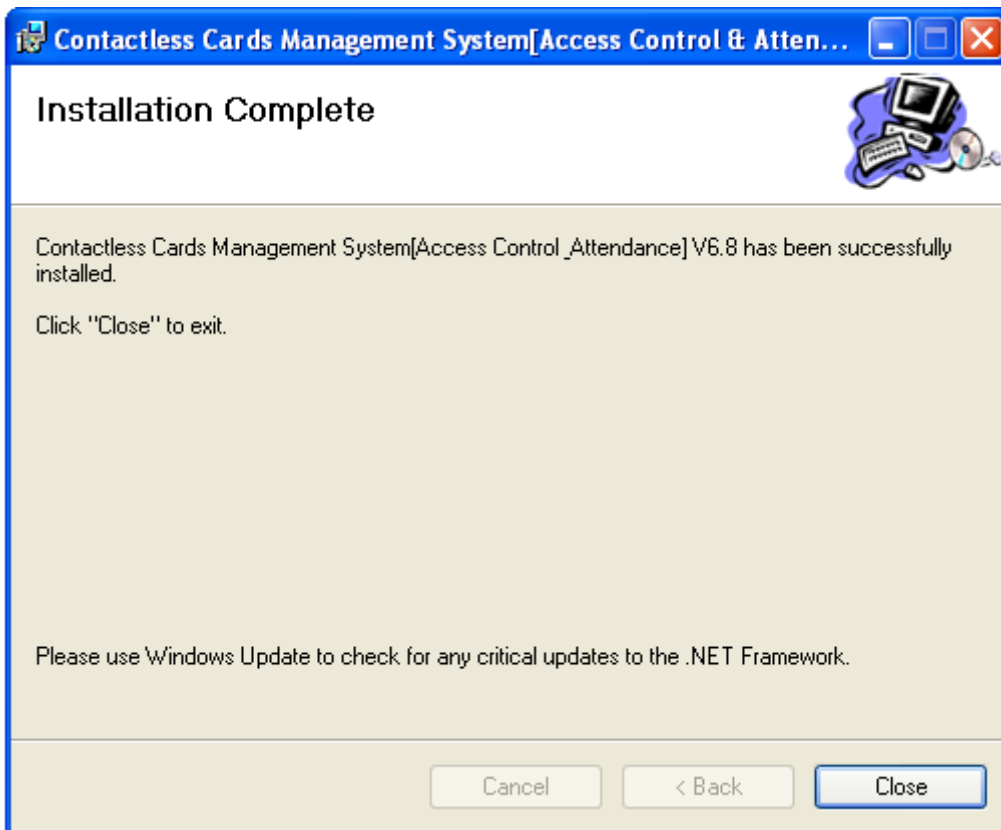 Contactless Cards Management System[Access Control & Atten...
Installation Complete
Contactless Cards Management System[Access Control _Attendance] V6.8 has been successfully
installed.
Click "Close" to exit.
Please use Windows Update to check for any critical updates to the .NET Framework.
Cancel
< Back
Close